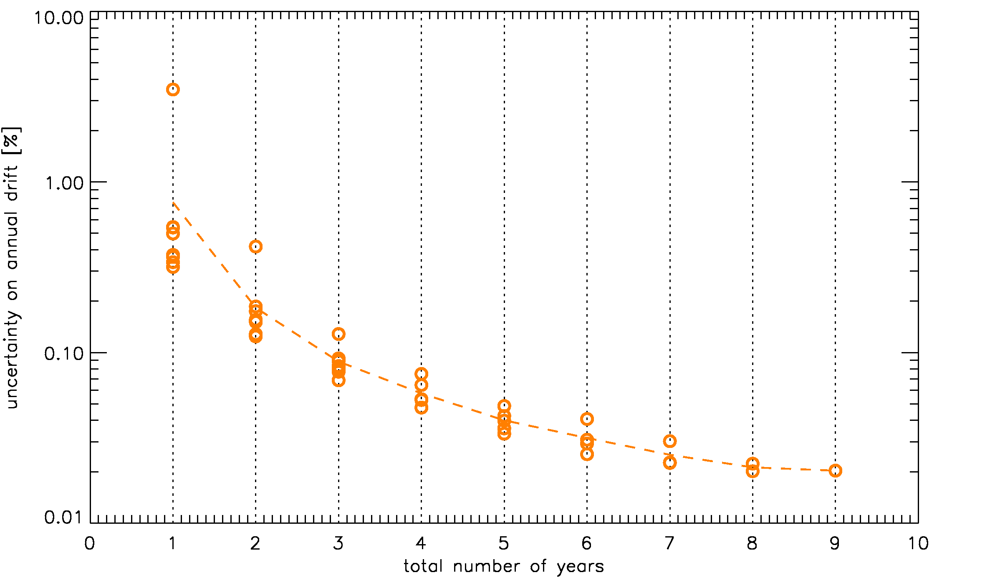 uncertainty on annual drift [%]
10.00
1.00
0.10
0.01
0 1 2 3 4 5 6 7 8 9 10
total number of years